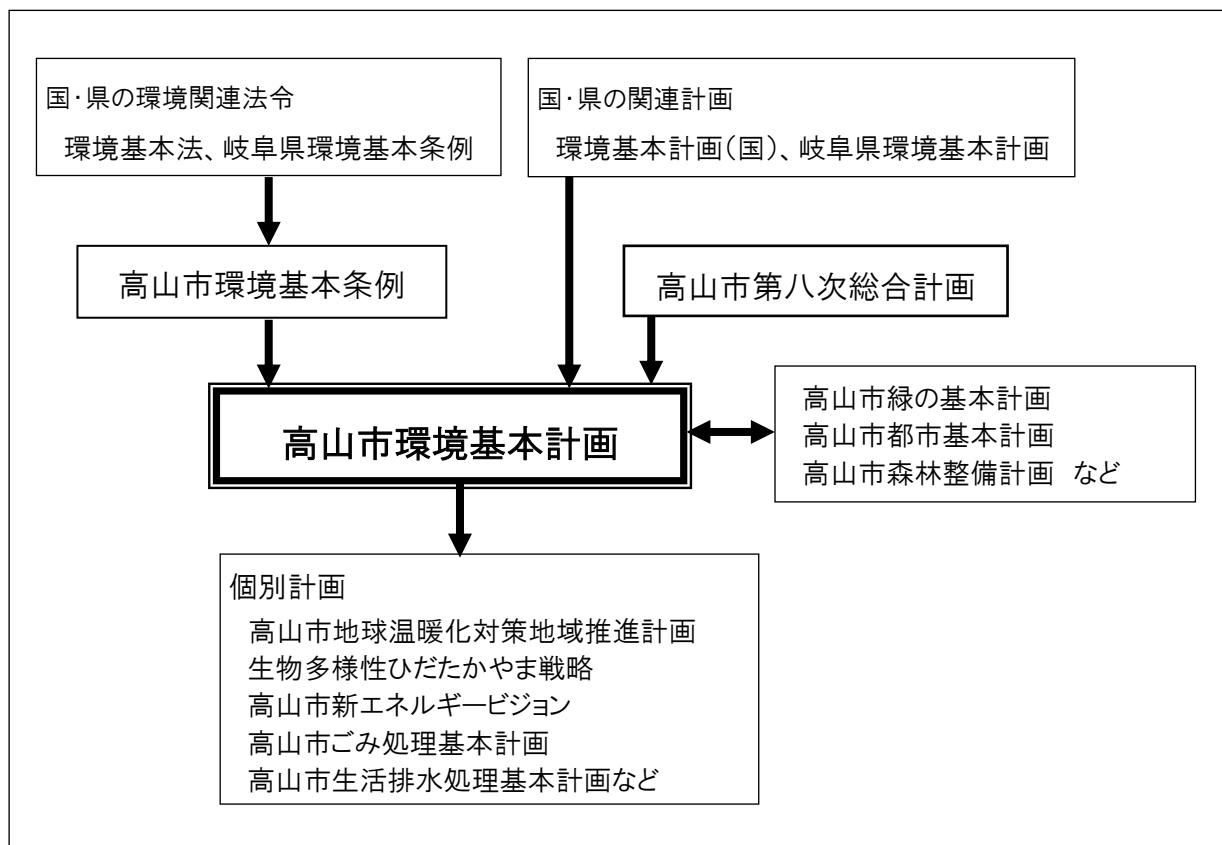 国・県の環境関連法令
環境基本法、岐阜県環境基本条例
国・県の関連計画
環境基本計画(国)、岐阜県環境基本計画
高山市環境基本条例
高山市第八次総合計画
高山市環境基本計画
高山市緑の基本計画
高山市都市基本計画
高山市森林整備計画 など
個別計画
高山市地球温暖化対策地域推進計画
生物多様性ひだたかやま戦略
高山市新エネルギービジョン
高山市ごみ処理基本計画
高山市生活排水処理基本計画など